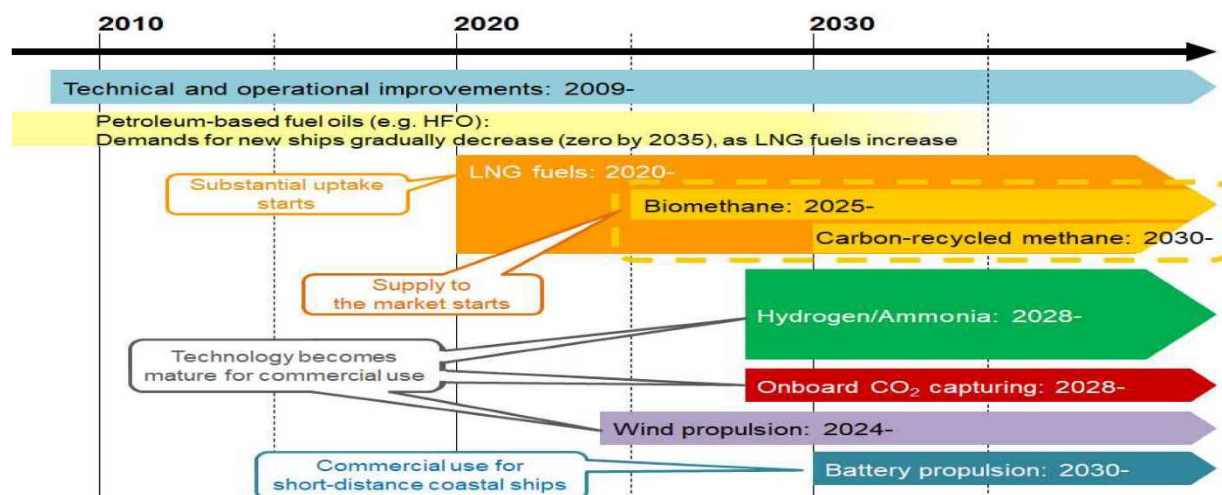 2010 2020 2030
Technical and operational improvements: 2009-
Petroleum-based fuel oils (e.g. HFO):
Demands for new ships gradually decrease (zero by 2035), as LNG fuels increase
Substantial uptake
starts
LNG fuels: 2020-
Biomethane: 2025-
Carbon-recycled methane: 2030-
Supply to
the market starts
Hydrogen/Ammonia: 2028-
Technology becomes
mature for commercial use
Onboard CO₂ capturing: 2028-
Wind propulsion: 2024-
Commercial use for
short-distance coastal ships
Battery propulsion: 2030-